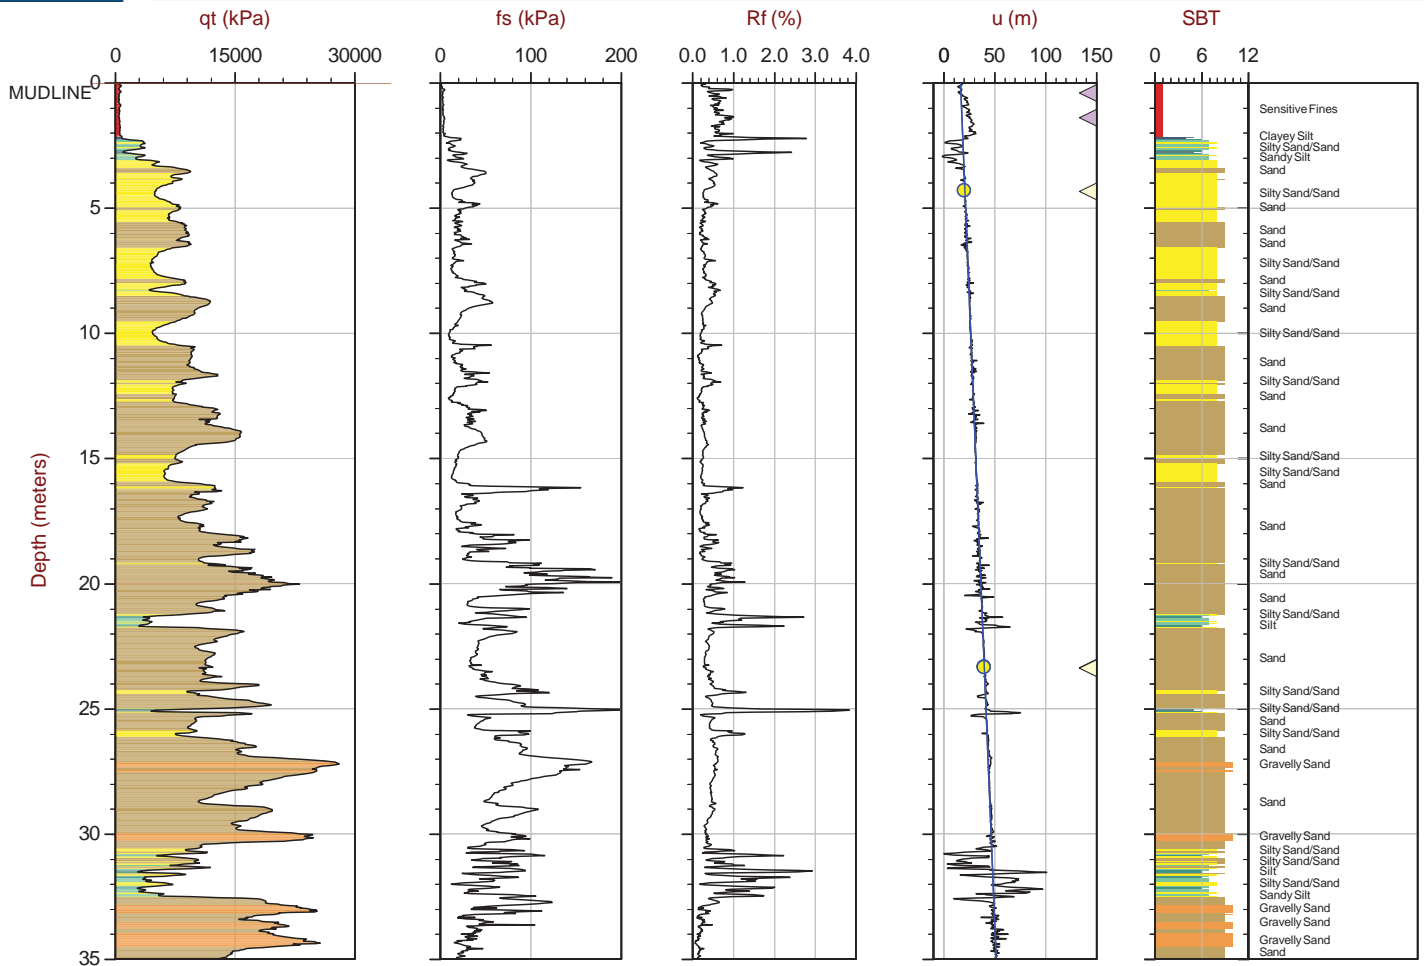 qt (kPa) fs (kPa) Rf (%) u (m) SBT
0 15000 30000 0 100 200 0.0 1.0 2.0 3.0 4.0 0 50 100 150 0 6 12
MUDLINE 0
Sensitive Fines
Clayey Silt
Silty Sand/Sand
Sandy Silt
Sand
Silty Sand/Sand
5 Sand
Sand
Sand
Silty Sand/Sand
Sand
Silty Sand/Sand
Sand
10 Silty Sand/Sand
Sand
Silty Sand/Sand
Sand
Sand
15 Silty Sand/Sand
Silty Sand/Sand
Sand
Sand
Silty Sand/Sand
Sand
20
Sand
Silty Sand/Sand
Silt
Sand
Silty Sand/Sand
25 Silty Sand/Sand
Sand
Silty Sand/Sand
Sand
Gravelly Sand
Sand
30 Gravelly Sand
Silty Sand/Sand
Silty Sand/Sand
Silt
Silty Sand/Sand
Sandy Silt
Gravelly Sand
Gravelly Sand
Gravelly Sand
Sand
35
Depth (meters)